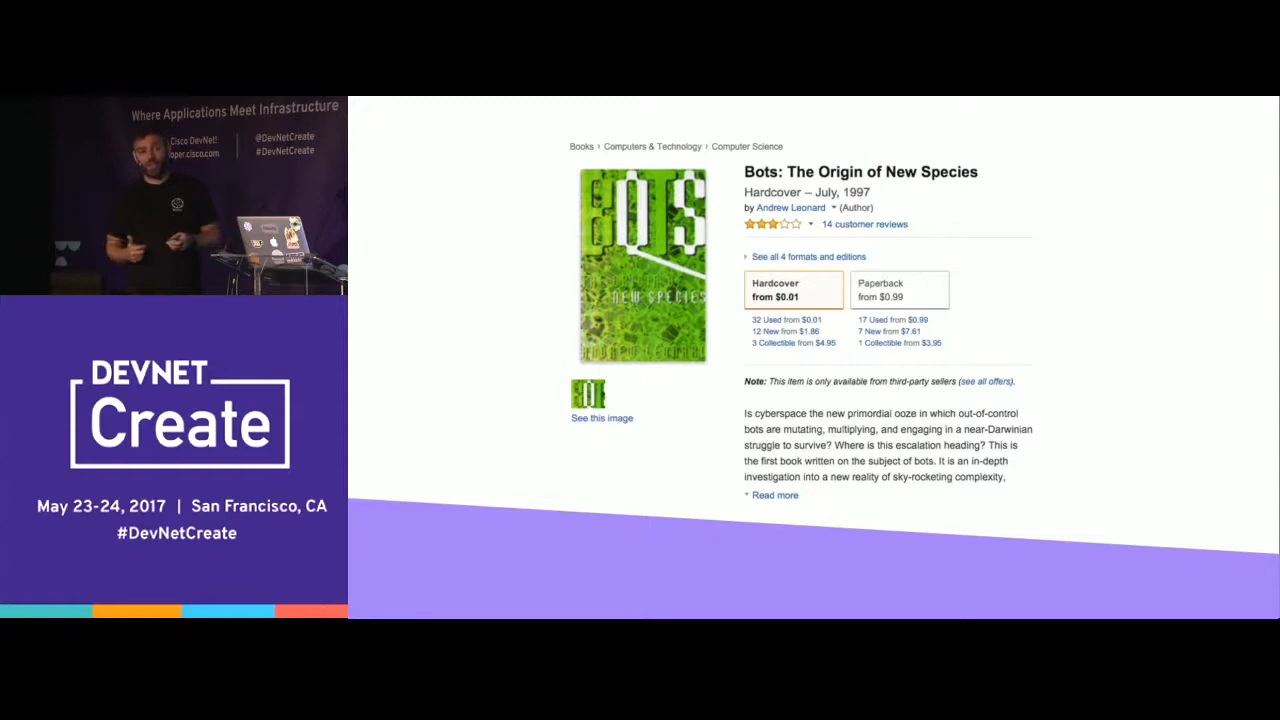 Where Applications Meet Infrastructure
Cisco DevNet!
@DevNetCreate
oper.cisco.com
#DevNetCreate
DEVNET
Create
May 23-24, 2017 | San Francisco, CA
#DevNetCreate
Books › Computers & Technology › Computer Science
BOTS
NEW SPECIES
See this image
Bots: The Origin of New Species
Hardcover – July, 1997
by Andrew Leonard (Author)
14 customer reviews
See all 4 formats and editions
Hardcover
from $0.01
Paperback
from $0.99
32 Used from $0.01
12 New from $1.86
3 Collectible from $4.95
17 Used from $0.99
7 New from $7.61
1 Collectible from $3.95
Note: This item is only available from third-party sellers (see all offers).
Is cyberspace the new primordial ooze in which out-of-control
bots are mutating, multiplying, and engaging in a near-Darwinian
struggle to survive? Where is this escalation heading? This is
the first book written on the subject of bots. It is an in-depth
investigation into a new reality of sky-rocketing complexity,
Read more